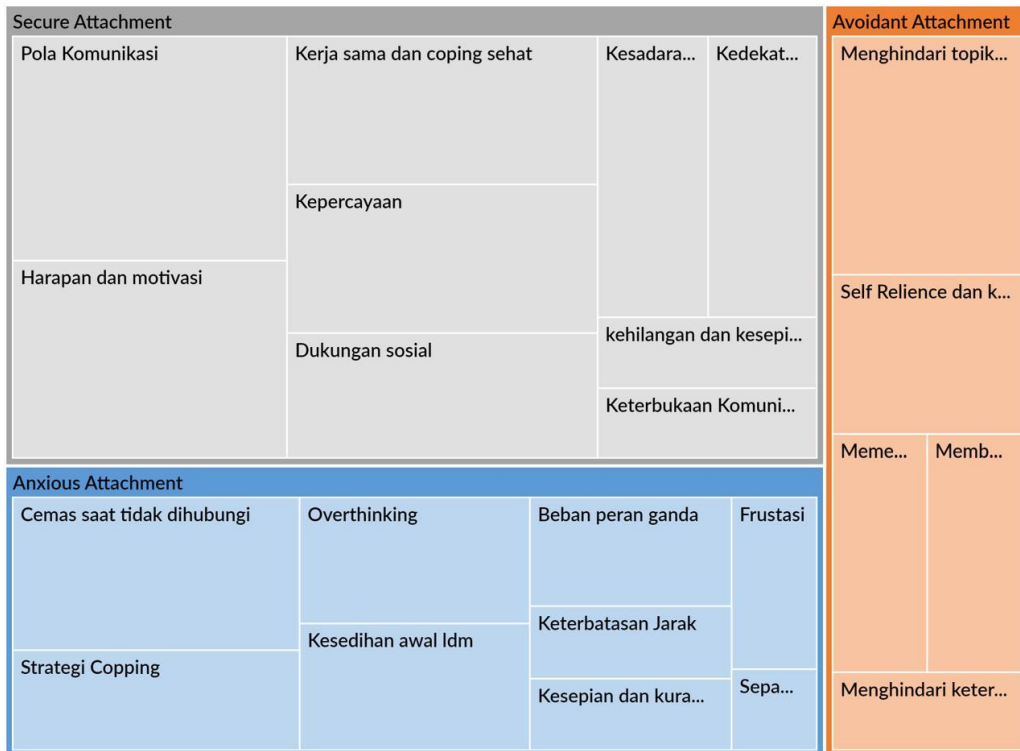 Secure Attachment
Pola Komunikasi
Harapan dan motivasi
Kerja sama dan coping sehat
Kepercayaan
Dukungan sosial
Kesadara...
Kedekat...
kehilangan dan kesepi...
Keterbukaan Komuni...
Anxious Attachment
Cemas saat tidak dihubungi
Strategi Copping
Overthinking
Kesedihan awal ldm
Beban peran ganda
Keterbatasan Jarak
Kesepian dan kura...
Frustasi
Sepa...
Avoidant Attachment
Menghindari topik...
Self Relience dan k...
Meme...
Memb...
Menghindari keter...